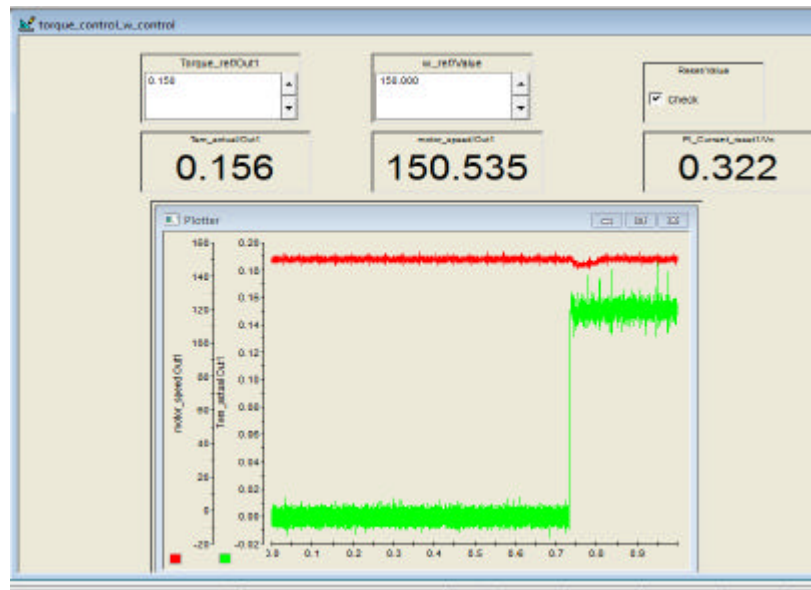 torque_control_w_control
Torque_ref/Out1
w_ref/Value
0.150
150.000
Reset/Value
Check
Tem_actual/Out1
motor_speed/Out1
0.156
150.535
0.322
Plotter
160
140
120
100
80
60
40
20
0
-20
motor_speed/Out1
0.20
0.18
0.16
0.14
0.12
0.10
0.08
0.06
0.04
0.02
0.00
-0.02
Tem_actual/Out1
0.0 0.1 0.2 0.3 0.4 0.5 0.6 0.7 0.8 0.9